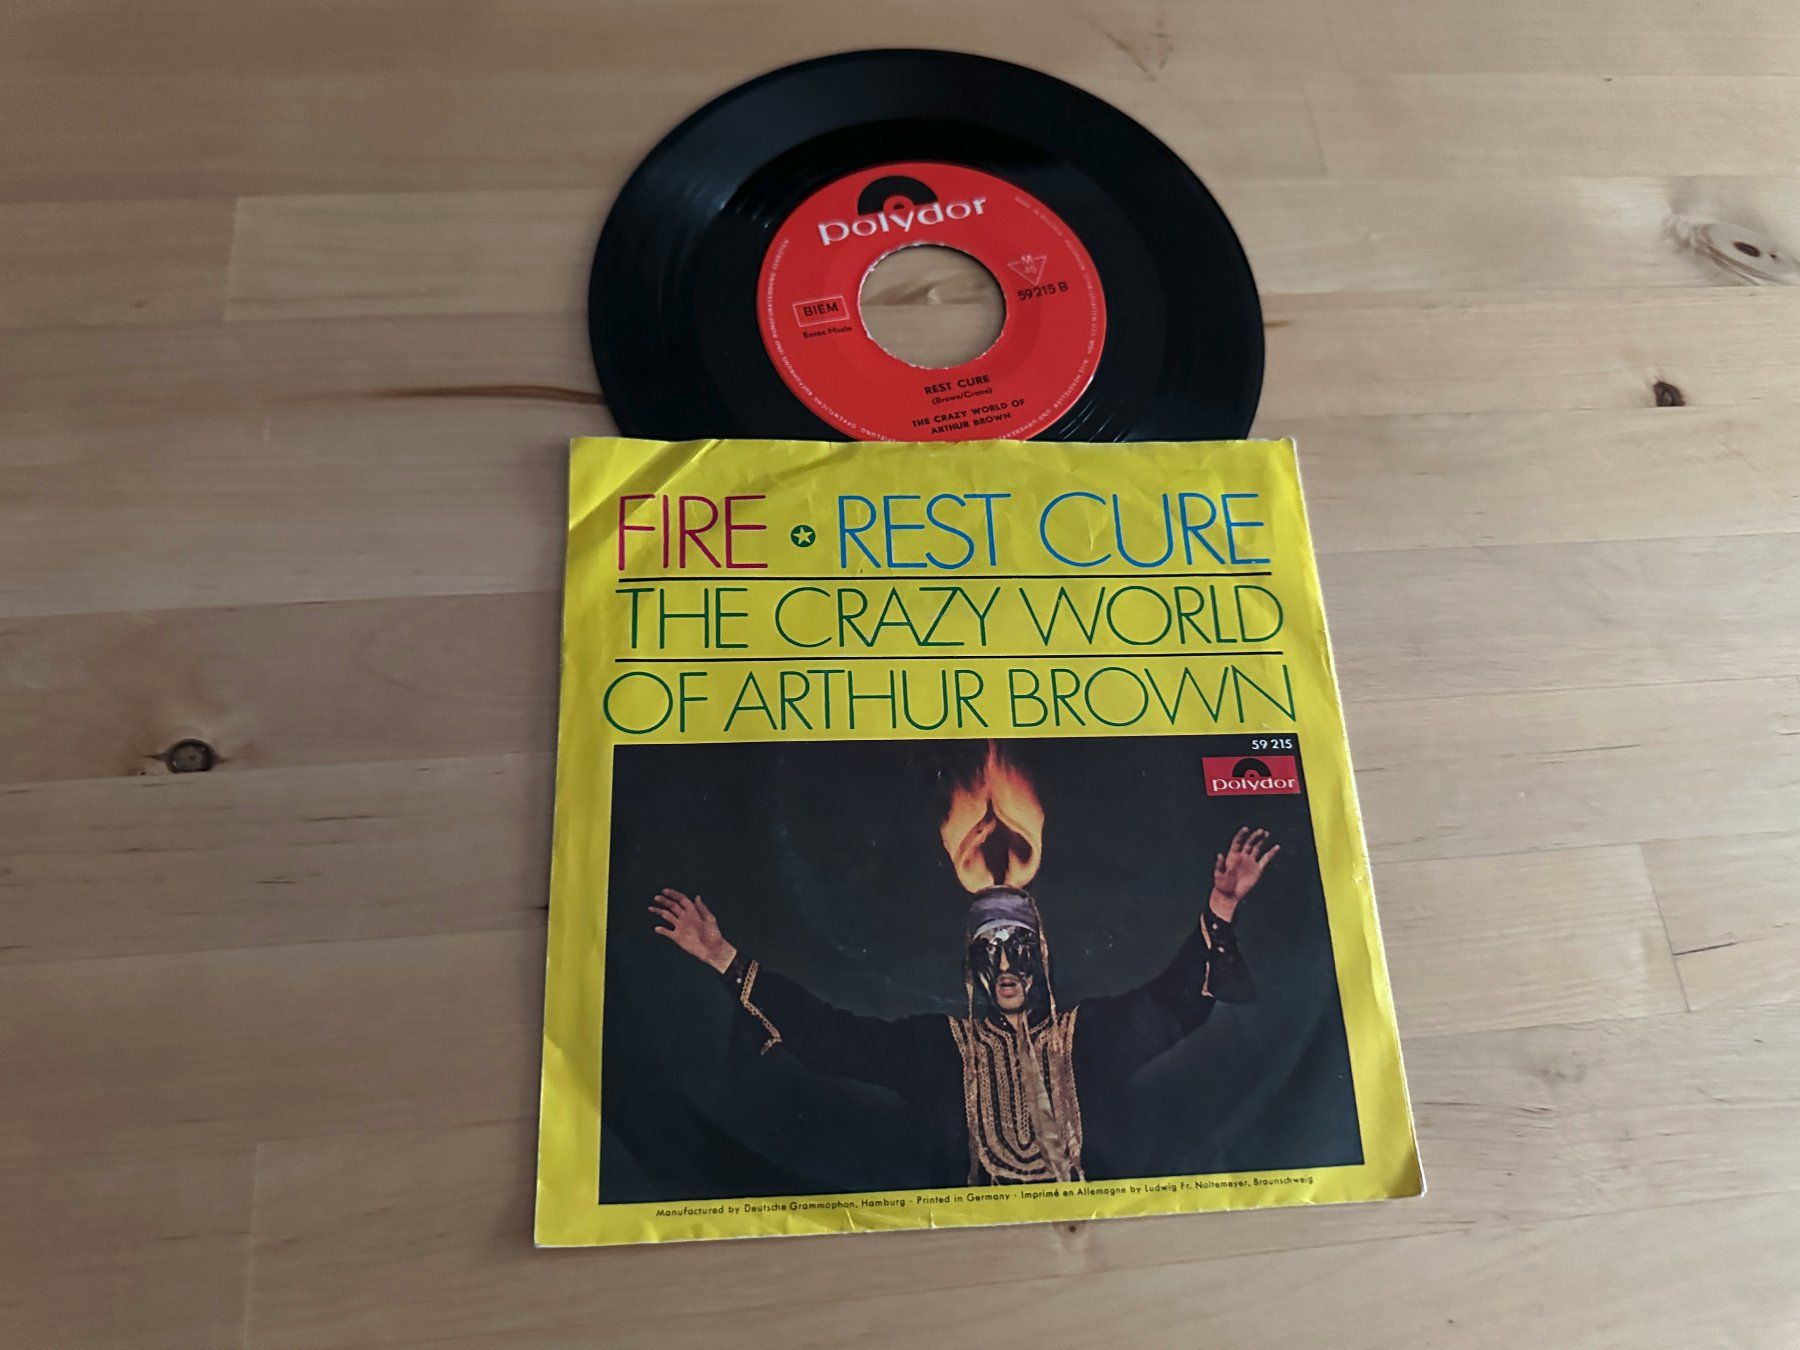 polydor
BIEM
Essex Music
M
45
59 215 B
REST CURE
(Brown/Crane)
THE CRAZY WORLD OF
ARTHUR BROWN
FIRE REST CURE
THE CRAZY WORLD
OF ARTHUR BROWN
59 215
polydor
Manufactured by Deutsche Grammophon, Hamburg - Printed in Germany - Imprimé en Allemagne by Ludwig Fr. Noltemeyer, Braunschweig